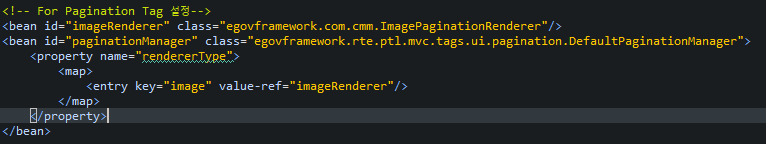 <!-- For Pagination Tag 설정-->
<bean id="imageRenderer" class="egovframework.com.cmm.ImagePaginationRenderer"/>
<bean id="paginationManager" class="egovframework.rte.ptl.mvc.tags.ui.pagination.DefaultPaginationManager">
    <property name="rendererType">
        <map>
            <entry key="image" value-ref="imageRenderer"/>
        </map>
    </property>
</bean>